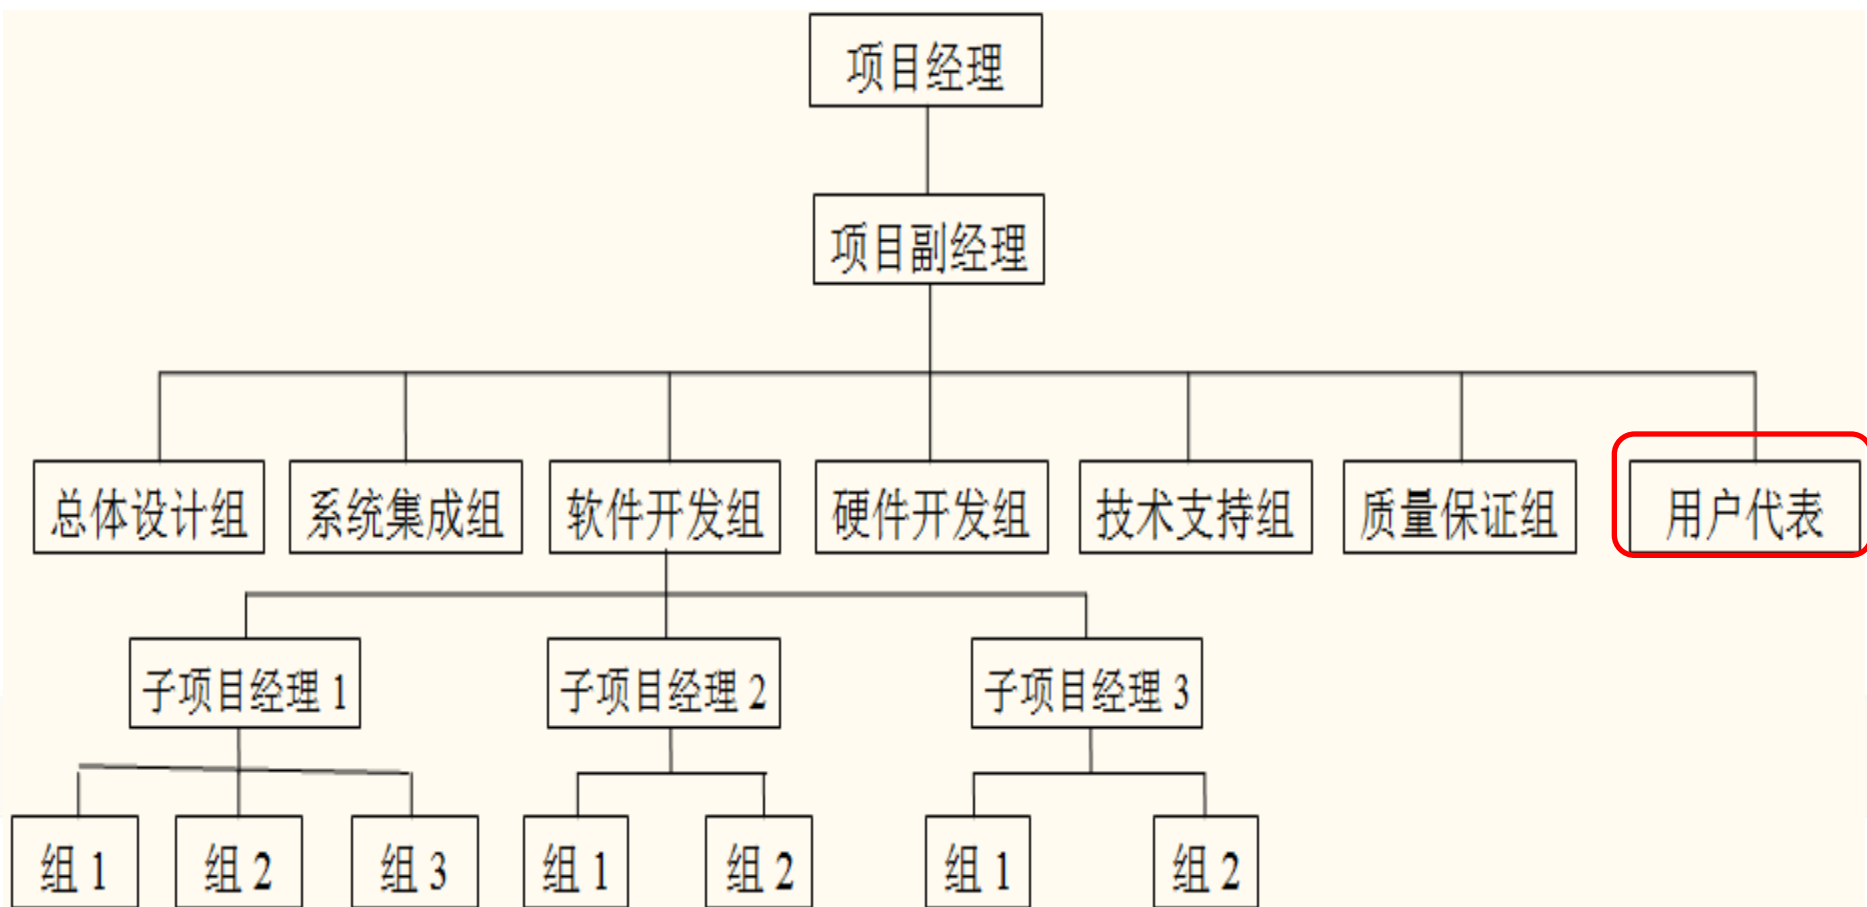 项目经理
项目副经理
总体设计组
系统集成组
软件开发组
硬件开发组
技术支持组
质量保证组
用户代表
子项目经理 1
子项目经理 2
子项目经理 3
组 1
组 2
组 3
组 1
组 2
组 1
组 2